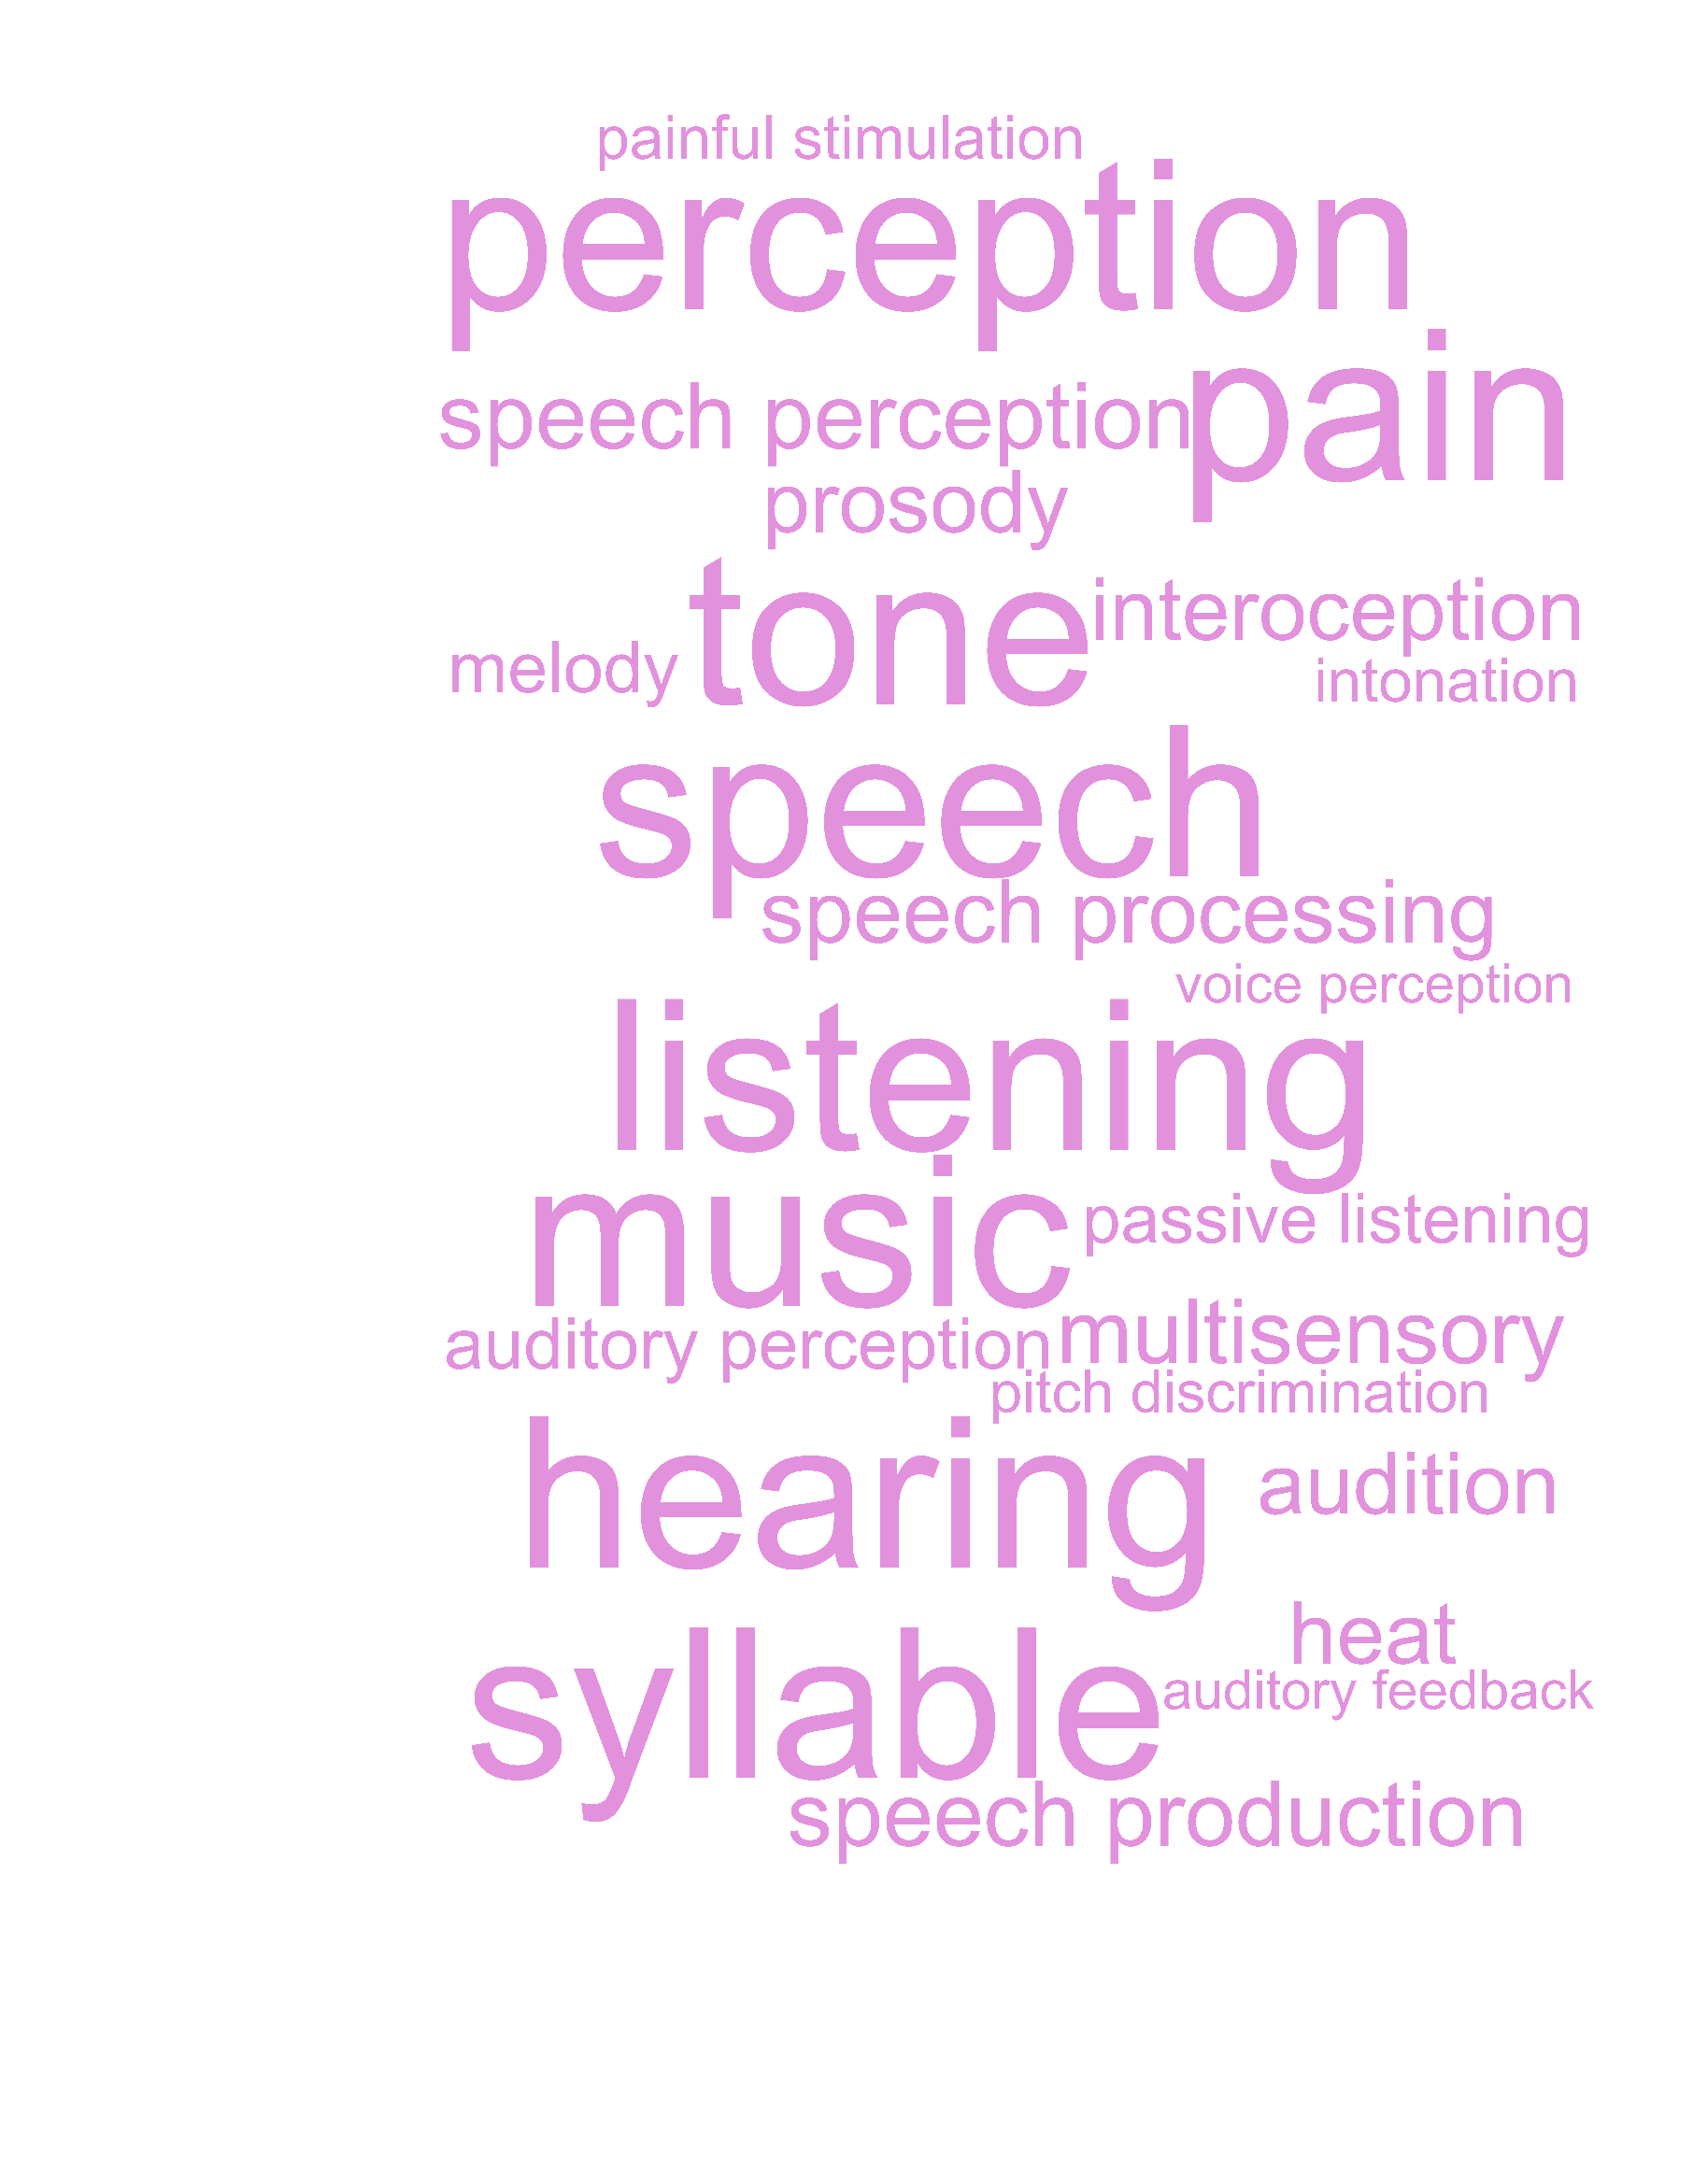 painful stimulation
perception
pain
speech perception
prosody
tone
interoception
melody
intonation
speech
speech processing
voice perception
listening
music
passive listening
auditory perception
multisensory
pitch discrimination
hearing
audition
heat
syllable
auditory feedback
speech production